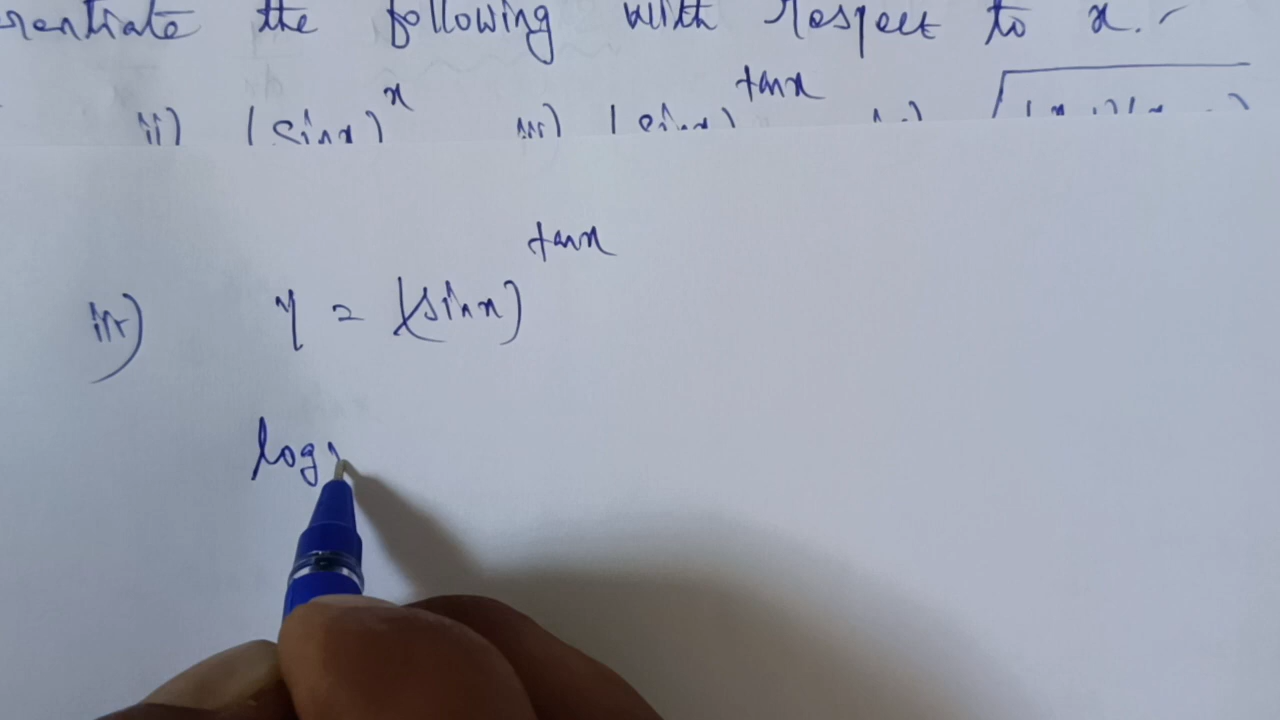 rentiate the following with respect to x.
ii) (sinx)^x iii) (sinx)^tanx
iii) y = (sinx)^tanx
log